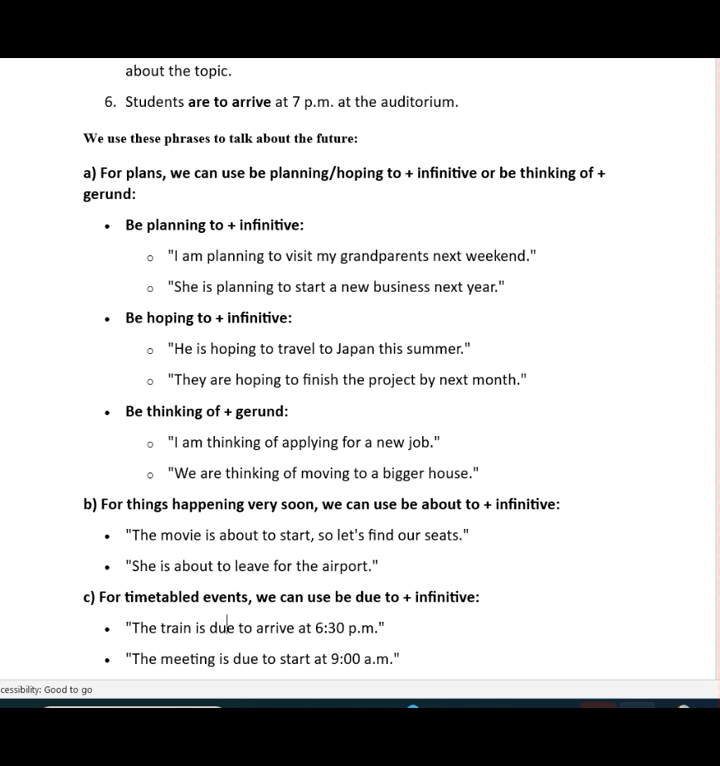 about the topic.
6. Students are to arrive at 7 p.m. at the auditorium.
We use these phrases to talk about the future:
a) For plans, we can use be planning/hoping to + infinitive or be thinking of +
gerund:
• Be planning to + infinitive:
o "I am planning to visit my grandparents next weekend."
o "She is planning to start a new business next year."
• Be hoping to + infinitive:
o "He is hoping to travel to Japan this summer."
o "They are hoping to finish the project by next month."
• Be thinking of + gerund:
o "I am thinking of applying for a new job."
o "We are thinking of moving to a bigger house."
b) For things happening very soon, we can use be about to + infinitive:
• "The movie is about to start, so let's find our seats."
• "She is about to leave for the airport."
c) For timetabled events, we can use be due to + infinitive:
• "The train is due to arrive at 6:30 p.m."
• "The meeting is due to start at 9:00 a.m."
cessibility: Good to go